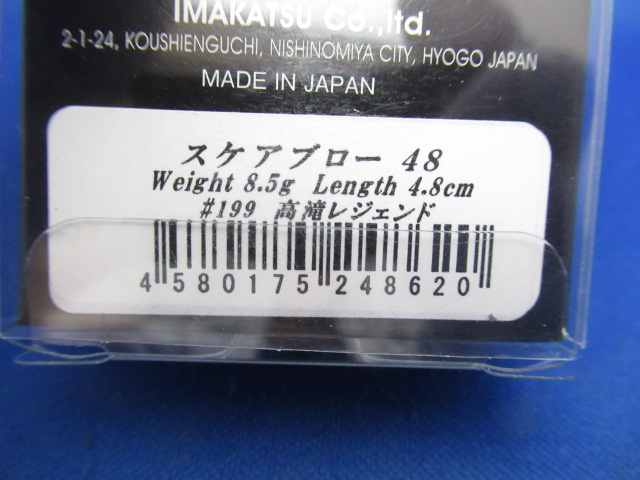 IMAKATSU Co.,ltd.
2-1-24, KOUSHIENGUCHI, NISHINOMIYA CITY, HYOGO JAPAN
MADE IN JAPAN
スケアブロー 48
Weight 8.5g Length 4.8cm
#199 高滝レジェンド
4 580175 248620